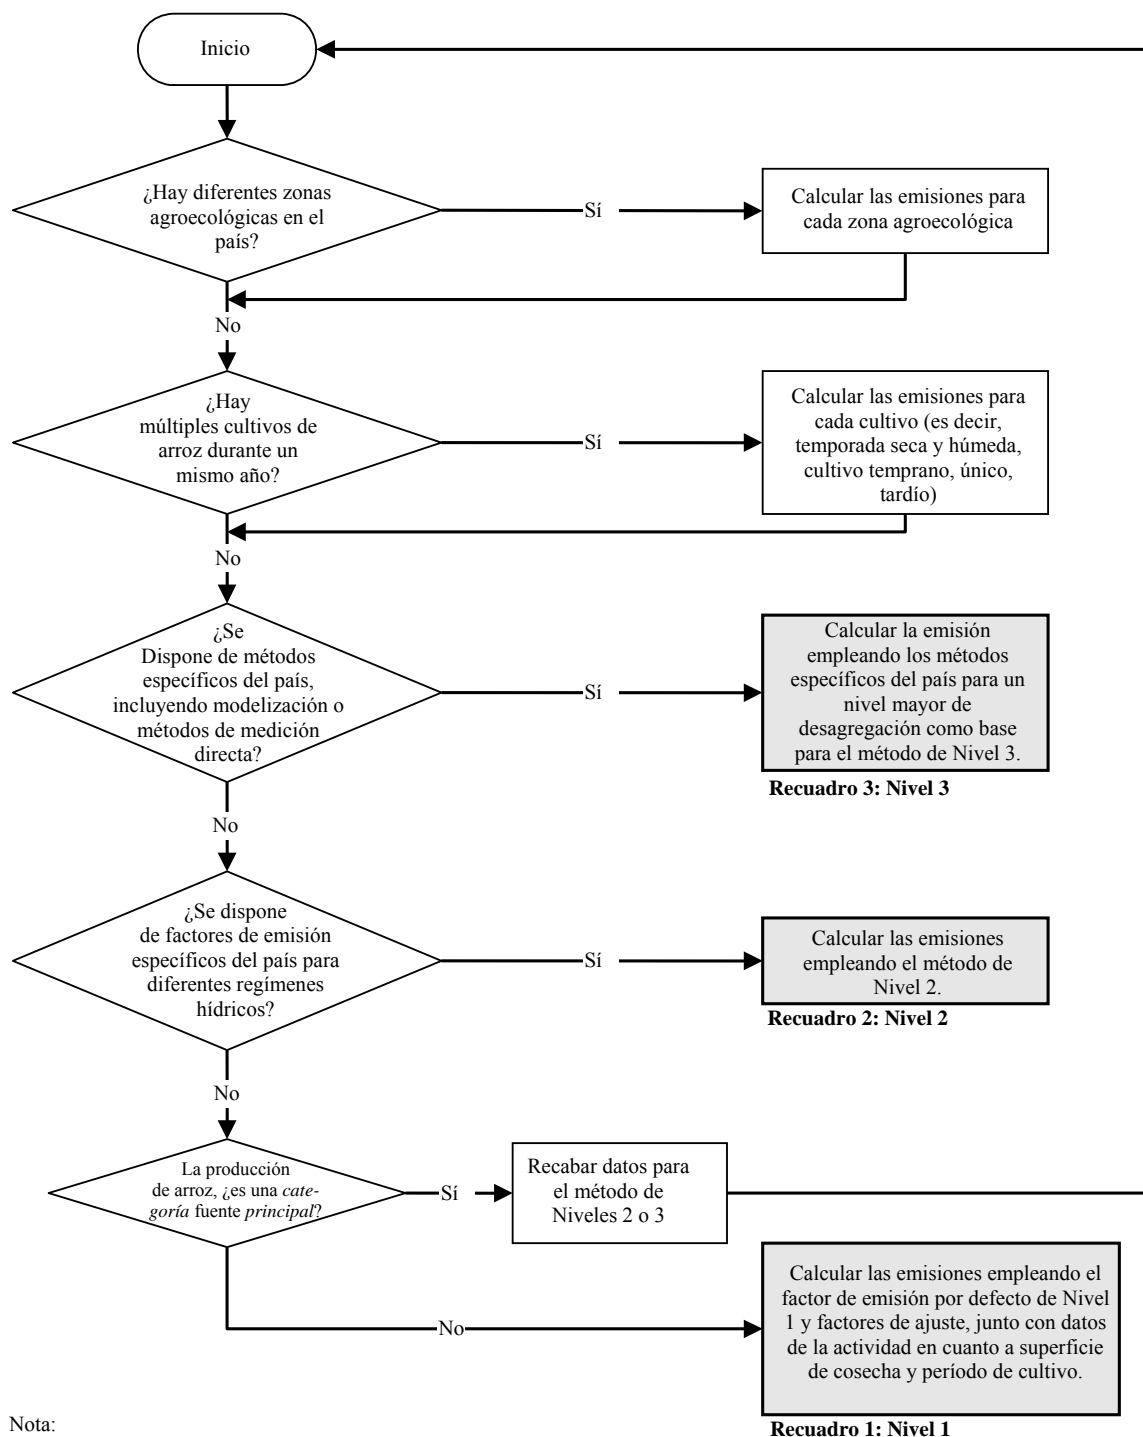 Inicio
¿Hay diferentes zonas
agroecológicas en el
país?
Sí
Calcular las emisiones para
cada zona agroecológica
No
¿Hay
múltiples cultivos de
arroz durante un
mismo año?
Sí
Calcular las emisiones para
cada cultivo (es decir,
temporada seca y húmeda,
cultivo temprano, único,
tardío)
No
¿Se
Dispone de métodos
específicos del país,
incluyendo modelización o
métodos de medición
directa?
Sí
Calcular la emisión
empleando los métodos
específicos del país para un
nivel mayor de
desagregación como base
para el método de Nivel 3.
Recuadro 3: Nivel 3
No
¿Se dispone
de factores de emisión
específicos del país para
diferentes regímenes
hídricos?
Sí
Calcular las emisiones
empleando el método de
Nivel 2.
Recuadro 2: Nivel 2
No
La producción
de arroz, ¿es una cate-
goría fuente principal?
Sí
Recabar datos para
el método de
Niveles 2 o 3
No
Calcular las emisiones empleando el
factor de emisión por defecto de Nivel
1 y factores de ajuste, junto con datos
de la actividad en cuanto a superficie
de cosecha y período de cultivo.
Recuadro 1: Nivel 1
Nota: